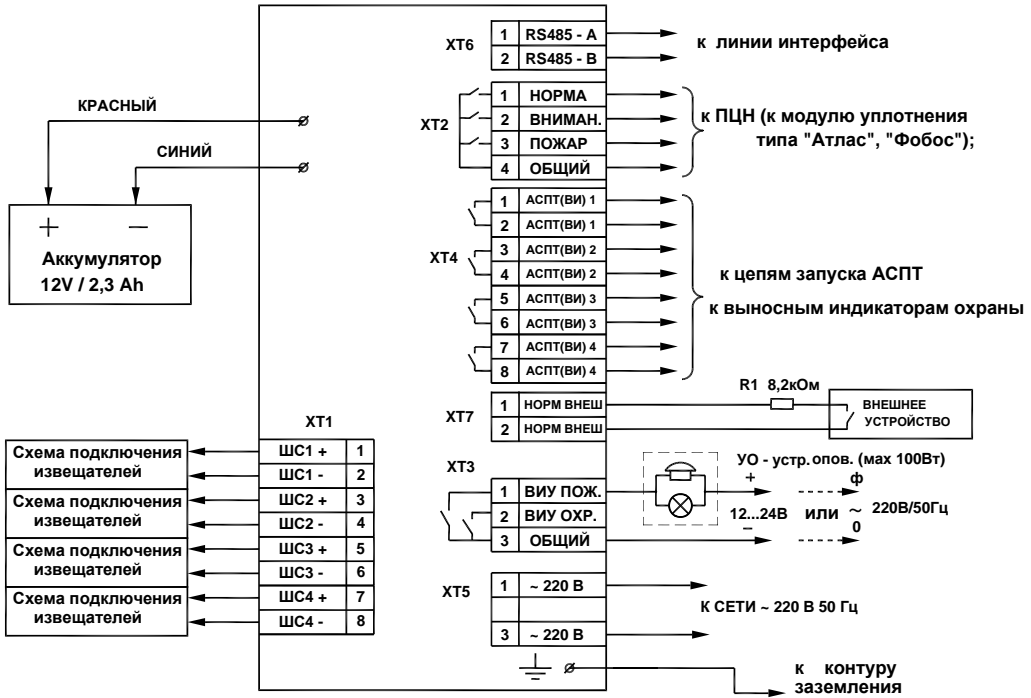 КРАСНЫЙ
СИНИЙ
+ –
Аккумулятор
12V / 2,3 Ah
XT6
1 RS485 - A
2 RS485 - B
к линии интерфейса
XT2
1 НОРМА
2 ВНИМАН.
3 ПОЖАР
4 ОБЩИЙ
к ПЦН (к модулю уплотнения
типа "Атлас", "Фобос");
XT4
1 АСПТ(ВИ) 1
2 АСПТ(ВИ) 1
3 АСПТ(ВИ) 2
4 АСПТ(ВИ) 2
5 АСПТ(ВИ) 3
6 АСПТ(ВИ) 3
7 АСПТ(ВИ) 4
8 АСПТ(ВИ) 4
к цепям запуска АСПТ
к выносным индикаторам охраны
XT7
1 НОРМ ВНЕШ
2 НОРМ ВНЕШ
R1 8,2кОм
ВНЕШНЕЕ
УСТРОЙСТВО
XT1
ШС1 + 1
ШС1 - 2
ШС2 + 3
ШС2 - 4
ШС3 + 5
ШС3 - 6
ШС4 + 7
ШС4 - 8
Схема подключения
извещателей
Схема подключения
извещателей
Схема подключения
извещателей
Схема подключения
извещателей
XT3
1 ВИУ ПОЖ.
2 ВИУ ОХР.
3 ОБЩИЙ
УО - устр. опов. (мах 100Вт)
+ ф
12...24В или ~ 220В/50Гц
– 0
XT5
1 ~ 220 В
3 ~ 220 В
К СЕТИ ~ 220 В 50 Гц
к контуру
заземления